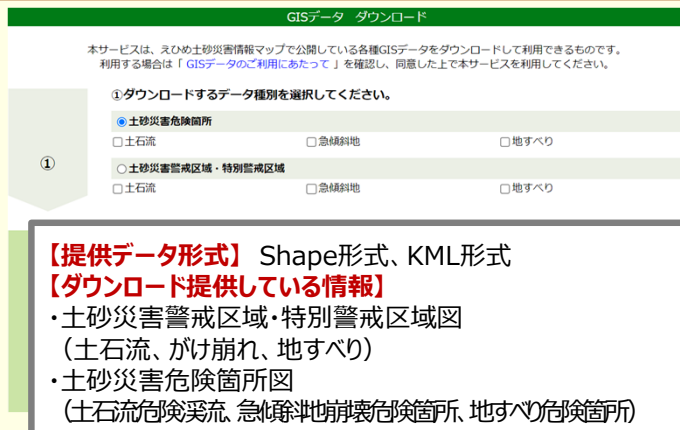 GISデータ ダウンロード
本サービスは、えひめ土砂災害情報マップで公開している各種GISデータをダウンロードして利用できるものです。
利用する場合は「 GISデータのご利用にあたって 」を確認し、同意した上で本サービスを利用してください。
①ダウンロードするデータ種別を選択してください。
土砂災害危険箇所
土石流 急傾斜地 地すべり
①
土砂災害警戒区域・特別警戒区域
土石流 急傾斜地 地すべり
【提供データ形式】 Shape形式、KML形式
【ダウンロード提供している情報】
・土砂災害警戒区域・特別警戒区域図
（土石流、がけ崩れ、地すべり）
・土砂災害危険箇所図
（土石流危険渓流、急傾斜地崩壊危険箇所、地すべり危険箇所）